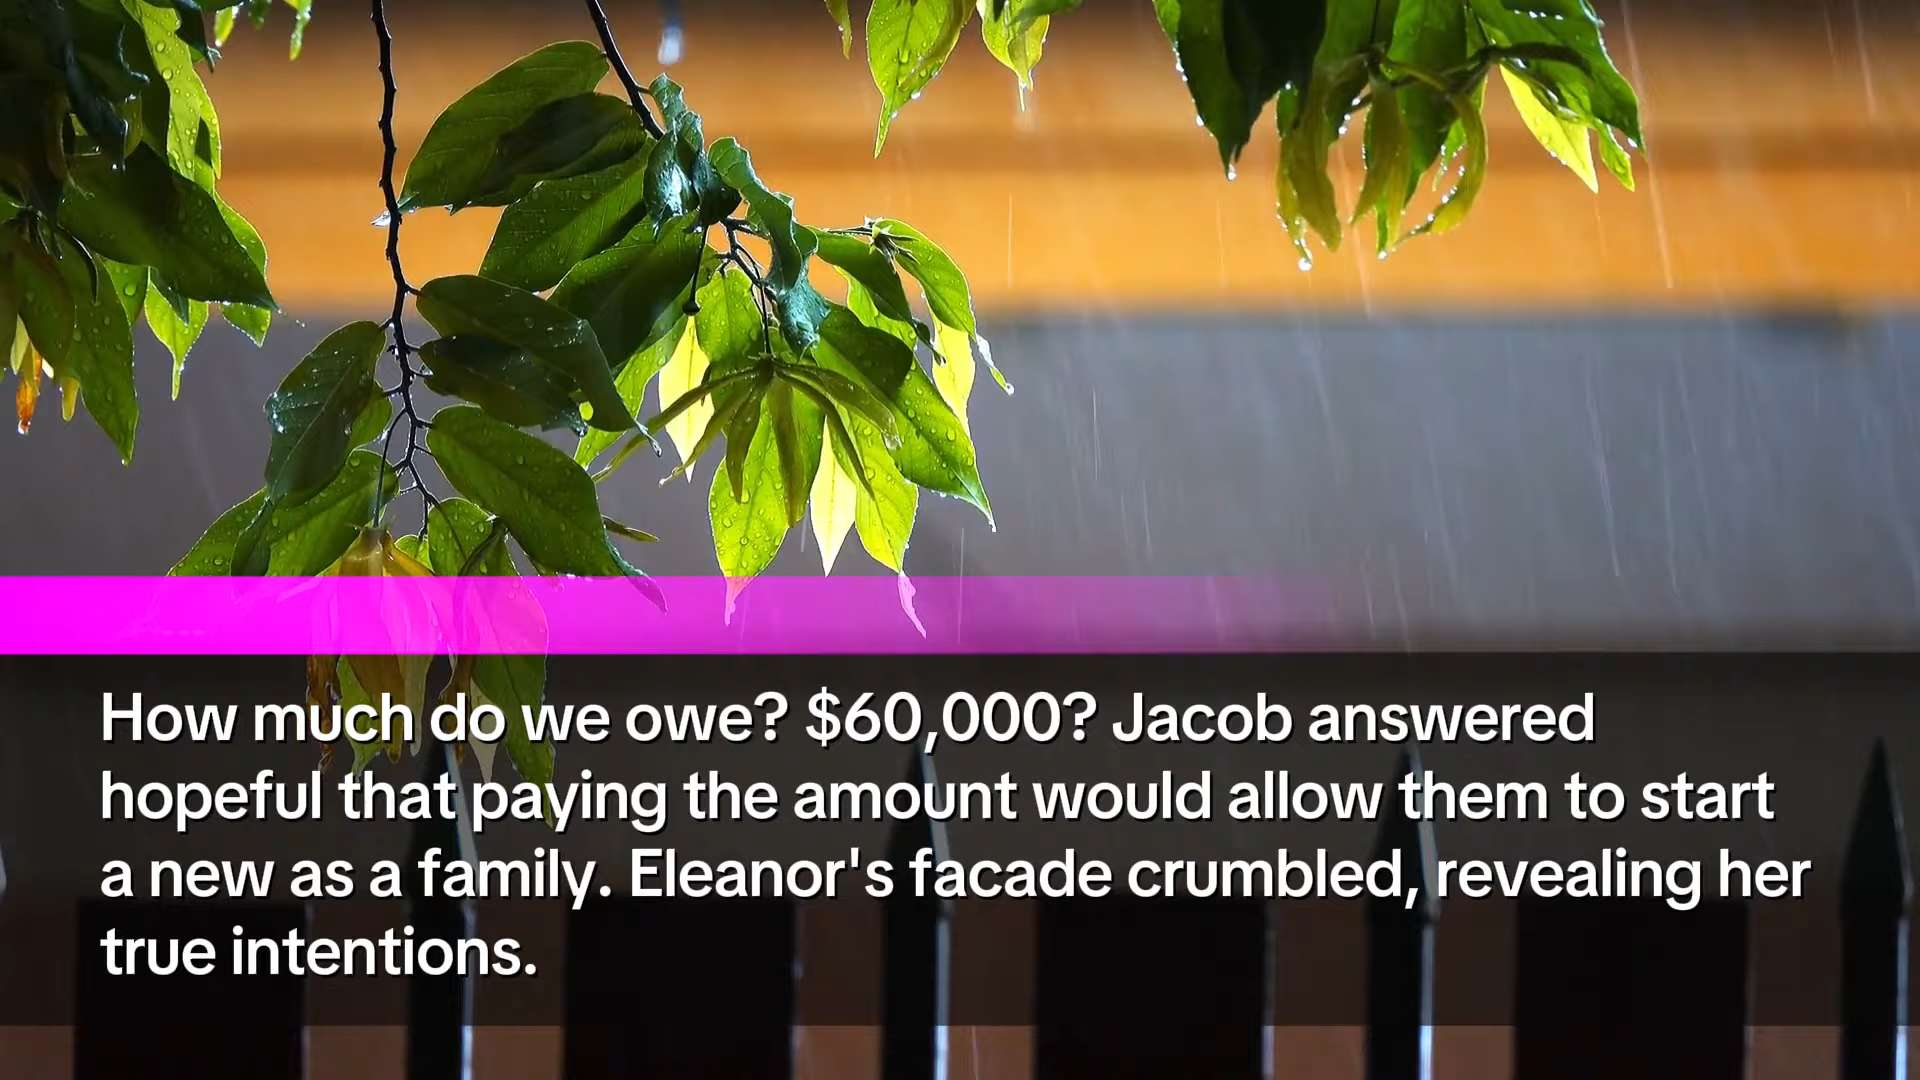 How much do we owe? $60,000? Jacob answered
hopeful that paying the amount would allow them to start
a new as a family. Eleanor's facade crumbled, revealing her
true intentions.